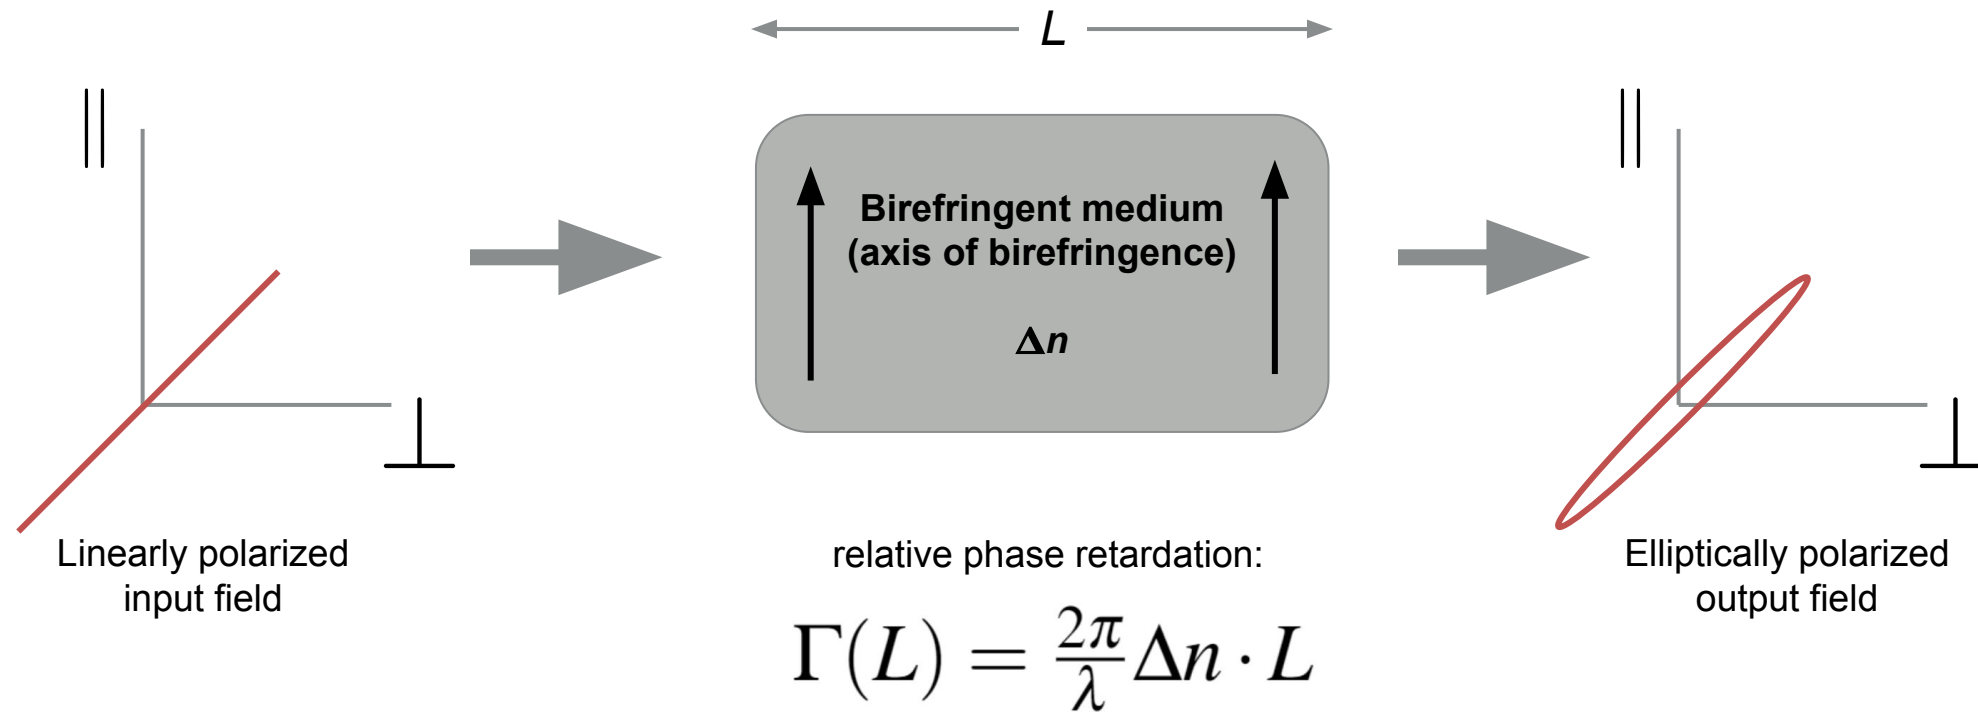 L
||
||
Birefringent medium
(axis of birefringence)
Δn
⊥
⊥
Linearly polarized
input field
relative phase retardation:
Γ(L) = 2π/λ Δn · L
Elliptically polarized
output field